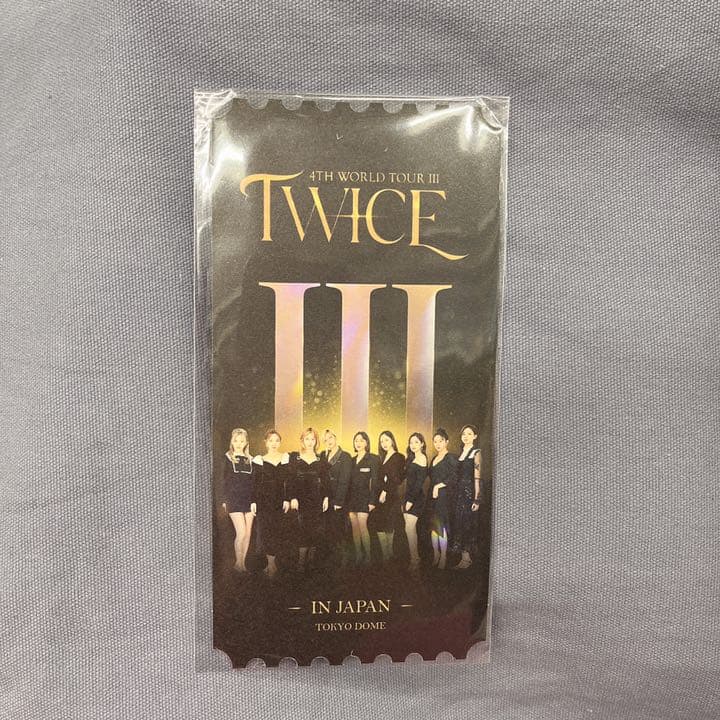 4TH WORLD TOUR III
TWICE
III
IN JAPAN
TOKYO DOME